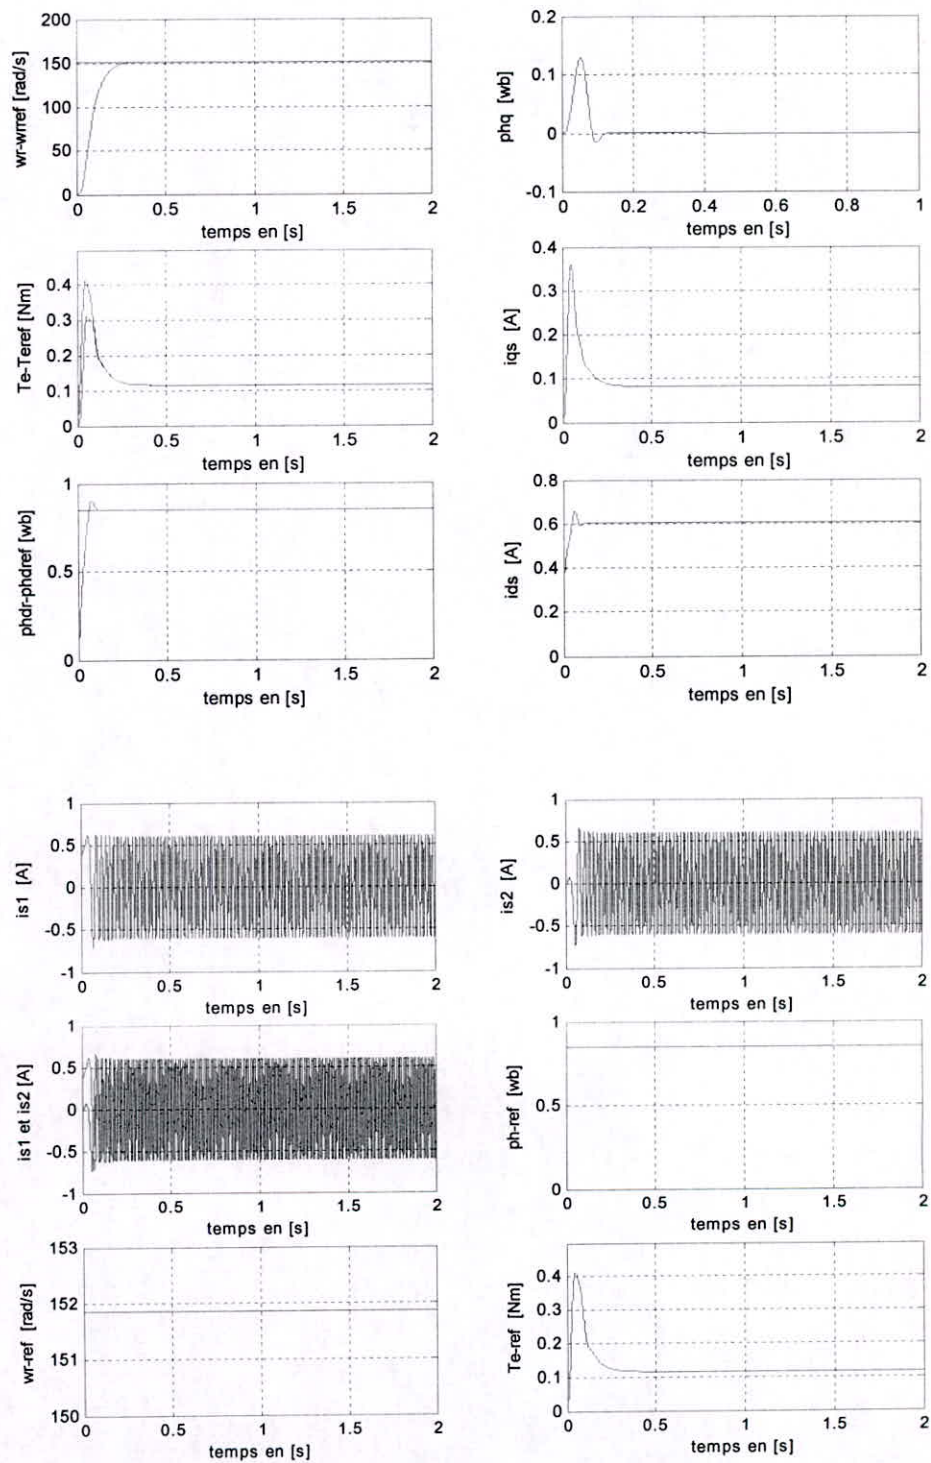 200
150
100
50
0
wr-wrref [rad/s]
0 0.5 1 1.5 2
temps en [s]
0.2
0.1
0
-0.1
phq [wb]
0 0.2 0.4 0.6 0.8 1
temps en [s]
0.4
0.3
0.2
0.1
0
Te-Teref [Nm]
0 0.5 1 1.5 2
temps en [s]
0.4
0.3
0.2
0.1
0
iqs [A]
0 0.5 1 1.5 2
temps en [s]
1
0.5
0
phdr-phdref [wb]
0 0.5 1 1.5 2
temps en [s]
0.8
0.6
0.4
0.2
0
ids [A]
0 0.5 1 1.5 2
temps en [s]
1
0.5
0
-0.5
-1
is1 [A]
0 0.5 1 1.5 2
temps en [s]
1
0.5
0
-0.5
-1
is2 [A]
0 0.5 1 1.5 2
temps en [s]
1
0.5
0
-0.5
-1
is1 et is2 [A]
0 0.5 1 1.5 2
temps en [s]
1
0.5
0
ph-ref [wb]
0 0.5 1 1.5 2
temps en [s]
153
152
151
150
wr-ref [rad/s]
0 0.5 1 1.5 2
temps en [s]
0.4
0.3
0.2
0.1
0
Te-ref [Nm]
0 0.5 1 1.5 2
temps en [s]